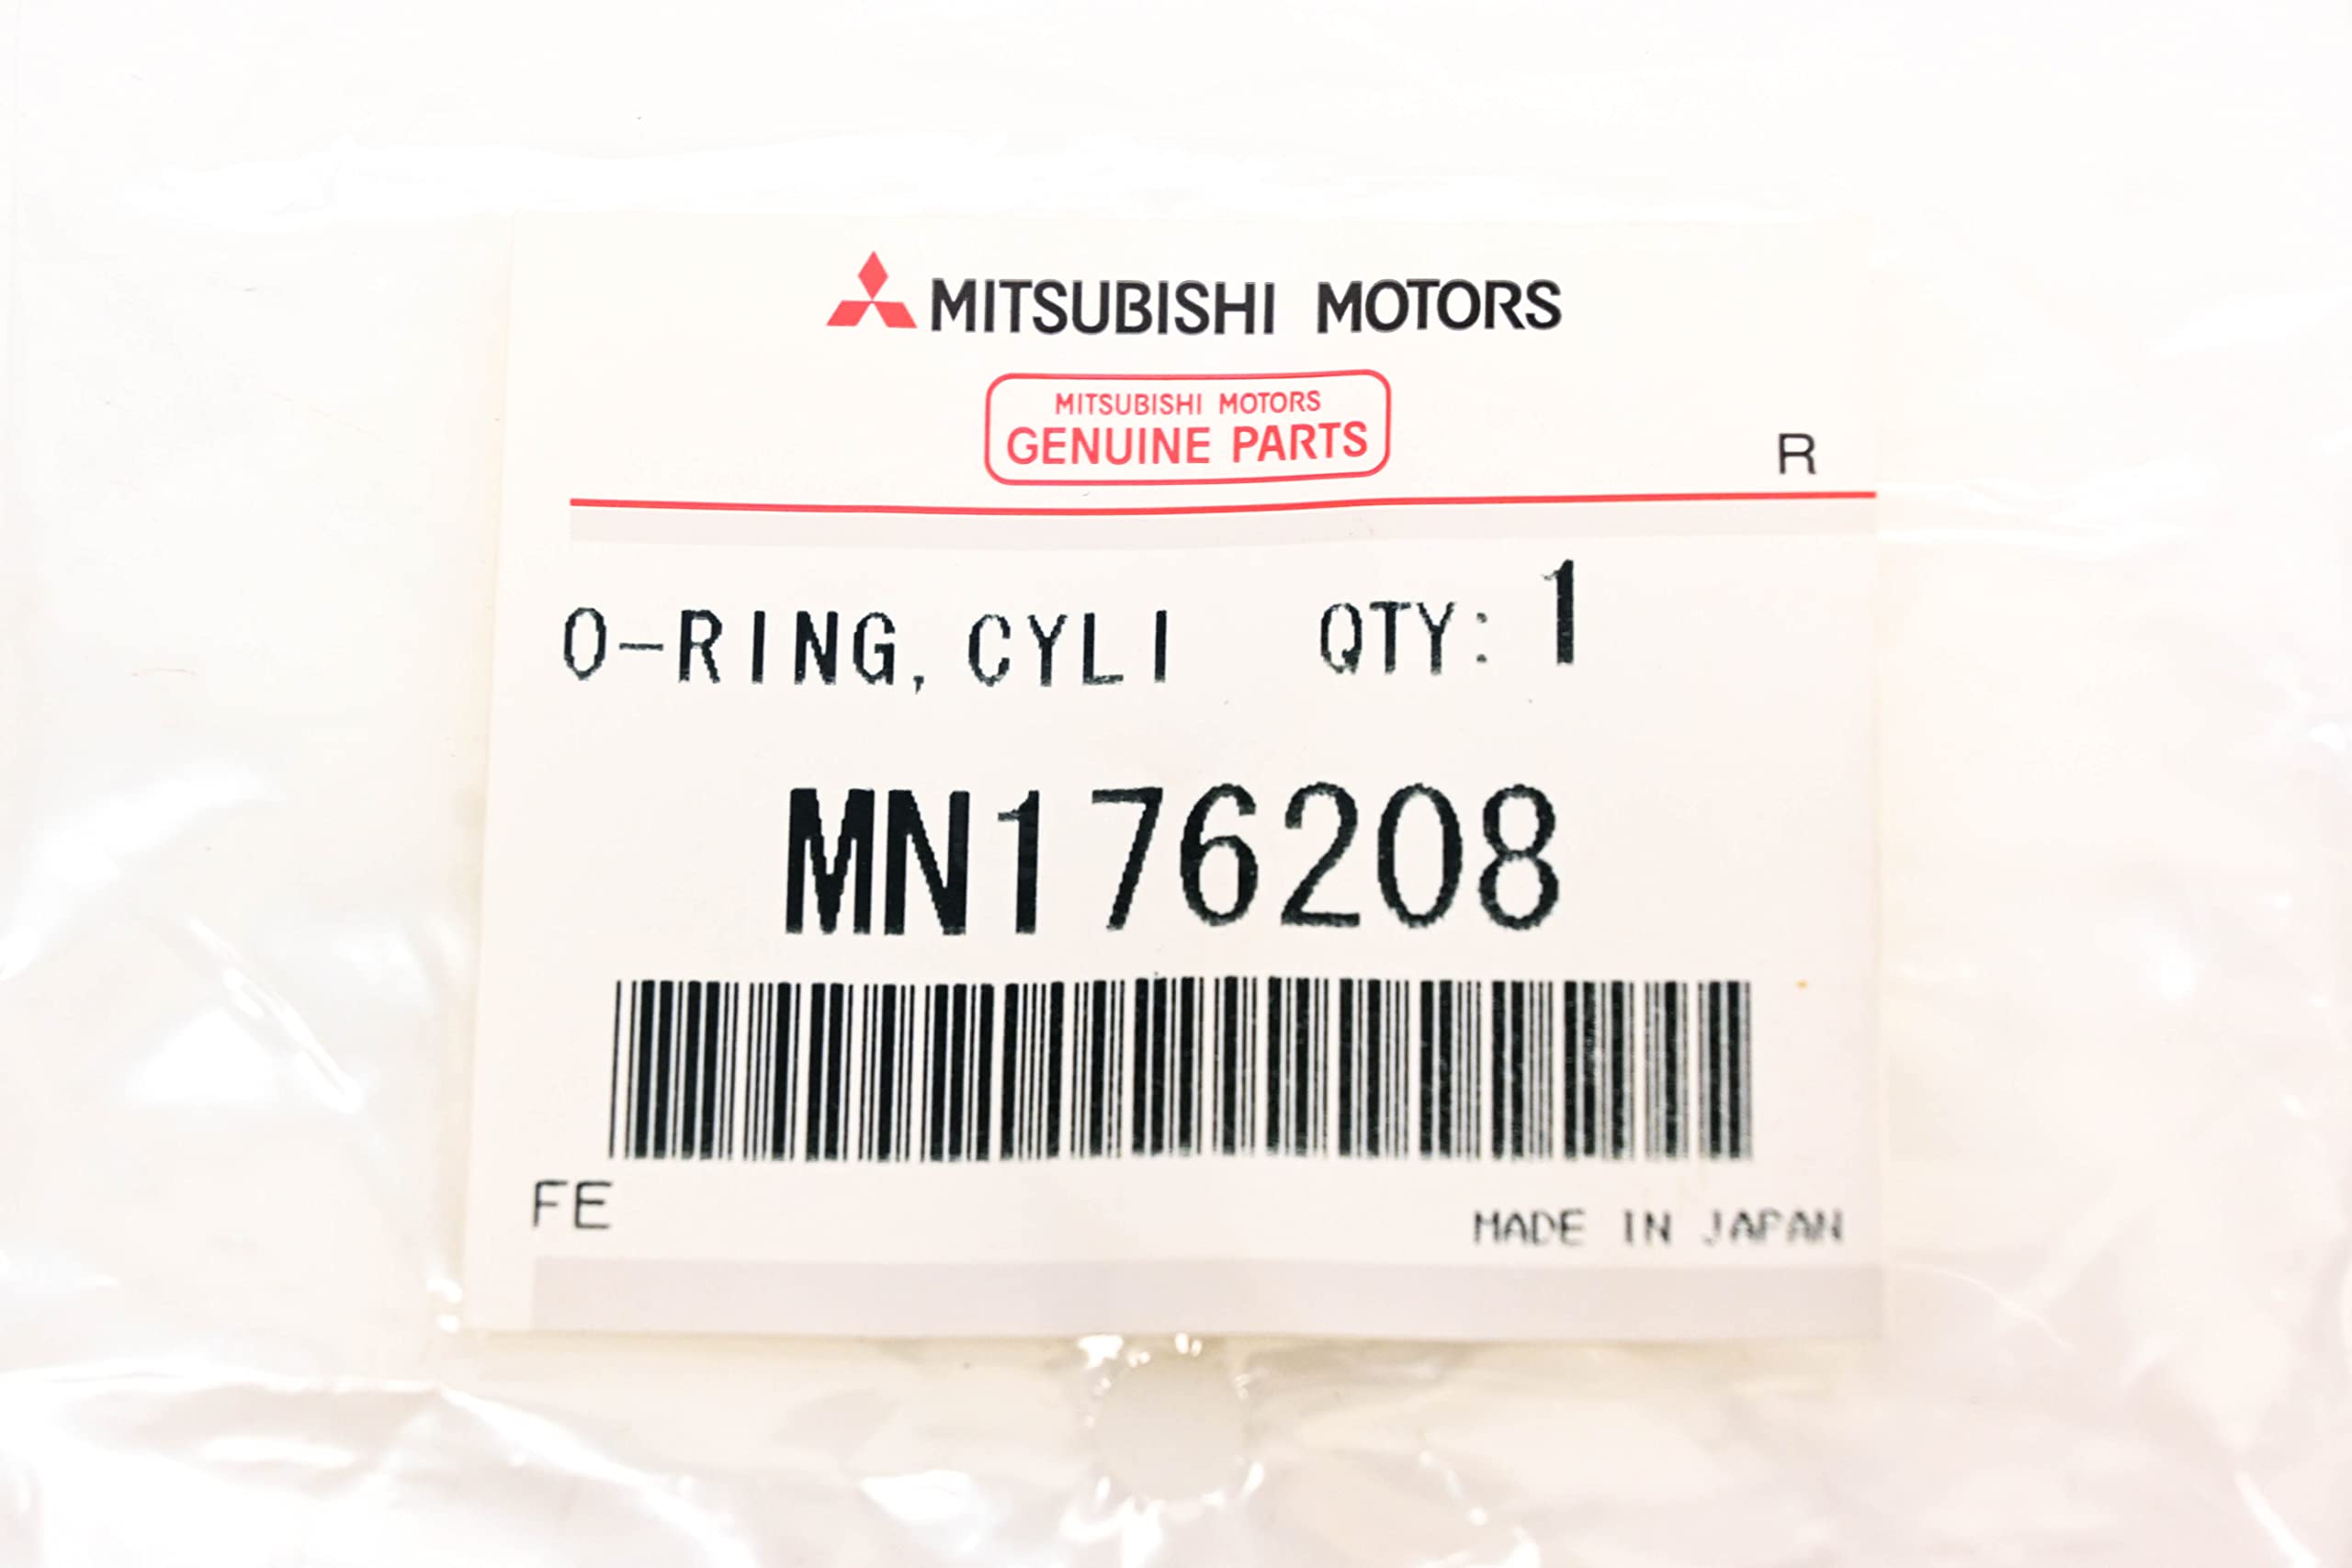 MITSUBISHI MOTORS
MITSUBISHI MOTORS
GENUINE PARTS
R
O-RING, CYLI QTY: 1
MN176208
FE
MADE IN JAPAN